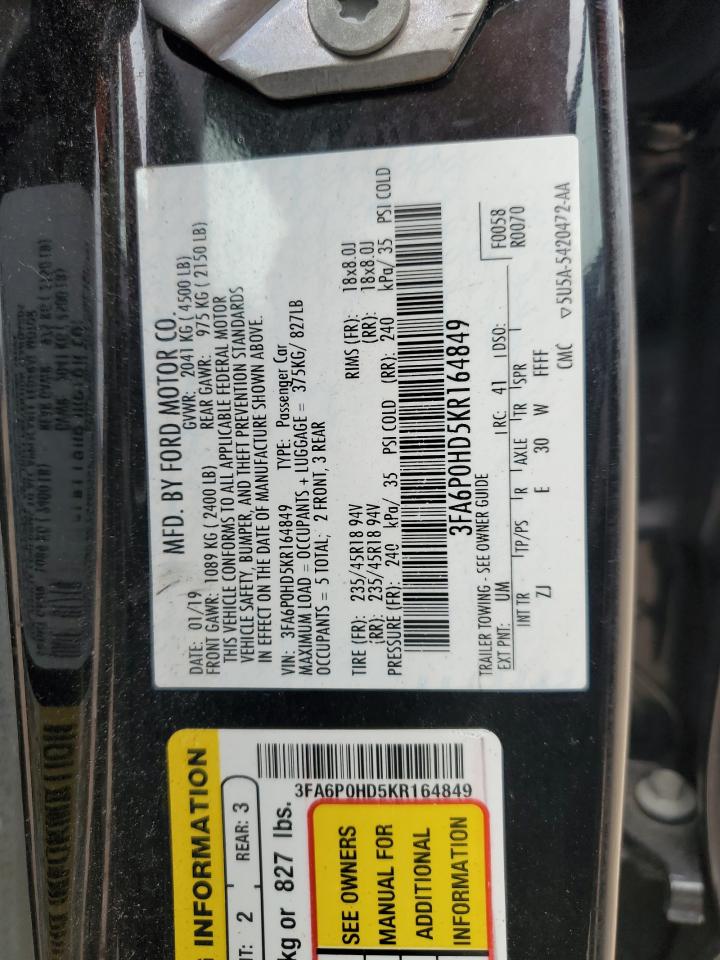 MFD. BY FORD MOTOR CO.
DATE: 01/19 GVWR: 2041 KG ( 4500 LB)
FRONT GAWR: 1089 KG ( 2400 LB) REAR GAWR: 975 KG ( 2150 LB)
THIS VEHICLE CONFORMS TO ALL APPLICABLE FEDERAL MOTOR
VEHICLE SAFETY, BUMPER, AND THEFT PREVENTION STANDARDS
IN EFFECT ON THE DATE OF MANUFACTURE SHOWN ABOVE.
VIN: 3FA6P0HD5KR164849 TYPE: Passenger Car
MAXIMUM LOAD = OCCUPANTS + LUGGAGE = 375KG/ 827LB
OCCUPANTS = 5 TOTAL; 2 FRONT, 3 REAR
TIRE (FR): 235/45R18 94V RIMS (FR): 18x8.0J
(RR): 235/45R18 94V (RR): 18x8.0J
PRESSURE (FR): 240 kPa/ 35 PSI COLD (RR): 240 kPa/ 35 PSI COLD
3FA6P0HD5KR164849
TRAILER TOWING - SEE OWNER GUIDE
F0058
R0070
EXT PNT: UM RC: 41 DSO:
INT TR TP/PS R AXLE TR SPR
ZJ E 30 W FFFF
CMC ▽5U5A-5420472-AA
INFORMATION
2 REAR: 3
kg or 827 lbs.
3FA6P0HD5KR164849
SEE OWNERS
MANUAL FOR
ADDITIONAL
INFORMATION